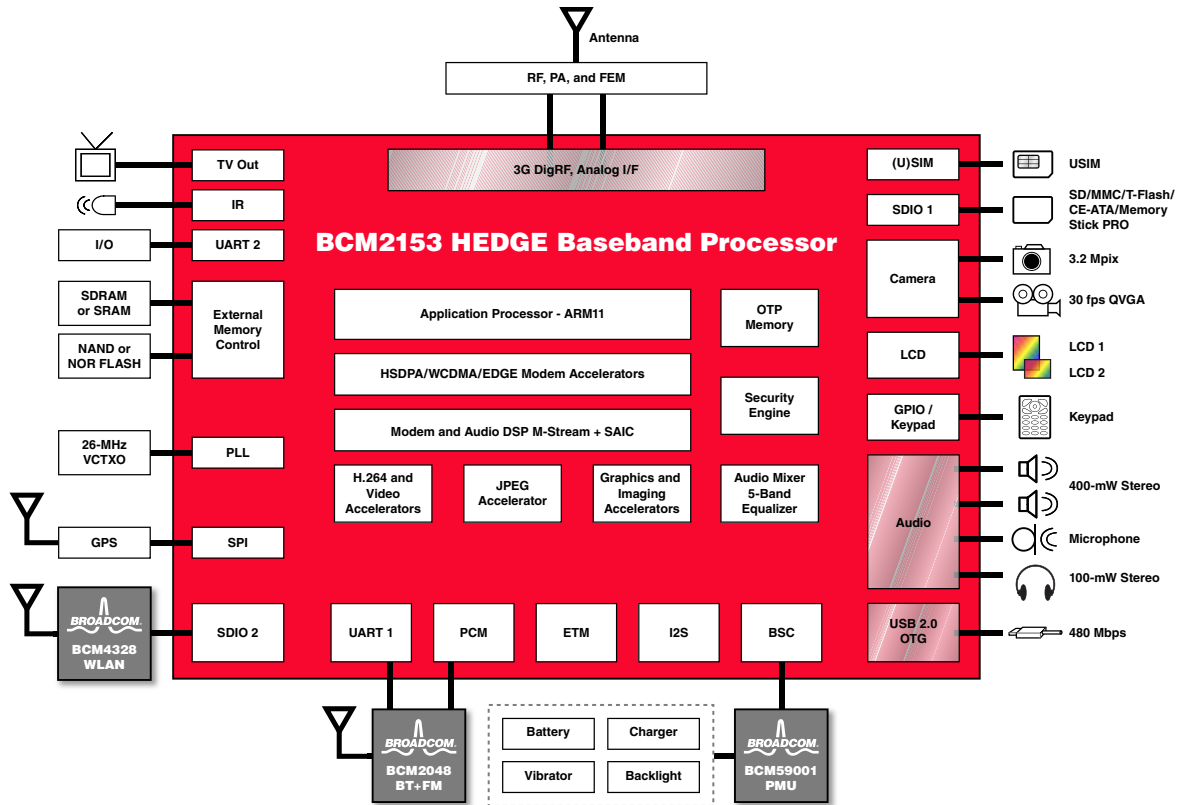 Antenna
RF, PA, and FEM
3G DigRF, Analog I/F
BCM2153 HEDGE Baseband Processor
TV Out
IR
I/O
UART 2
SDRAM
or SRAM
NAND or
NOR FLASH
External
Memory
Control
26-MHz
VCTXO
PLL
GPS
SPI
BROADCOM.
BCM4328
WLAN
SDIO 2
Application Processor - ARM11
HSDPA/WCDMA/EDGE Modem Accelerators
Modem and Audio DSP M-Stream + SAIC
H.264 and
Video
Accelerators
JPEG
Accelerator
Graphics and
Imaging
Accelerators
OTP
Memory
Security
Engine
Audio Mixer
5-Band
Equalizer
(U)SIM
USIM
SDIO 1
SD/MMC/T-Flash/
CE-ATA/Memory
Stick PRO
Camera
3.2 Mpix
30 fps QVGA
LCD
LCD 1
LCD 2
GPIO /
Keypad
Keypad
Audio
400-mW Stereo
Microphone
100-mW Stereo
USB 2.0
OTG
480 Mbps
UART 1
PCM
ETM
I2S
BSC
BROADCOM.
BCM2048
BT+FM
Battery
Charger
Vibrator
Backlight
BROADCOM.
BCM59001
PMU